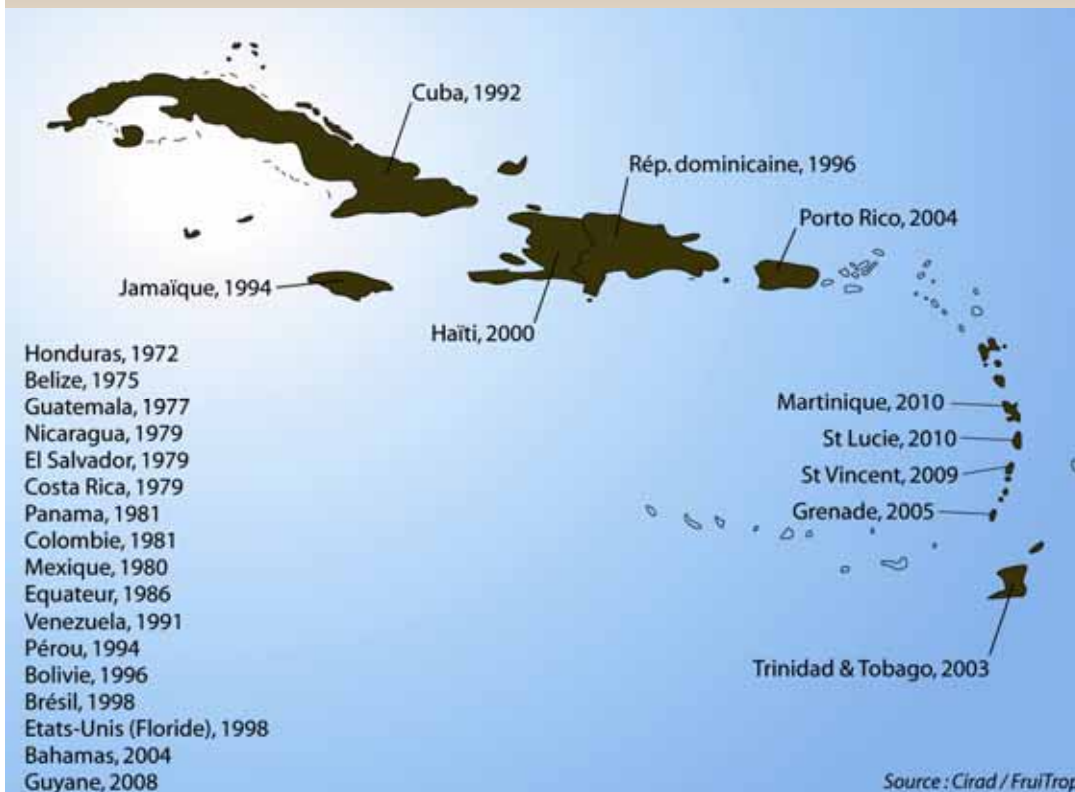 Cuba, 1992
Rép. dominicaine, 1996
Porto Rico, 2004
Jamaïque, 1994
Haïti, 2000
Honduras, 1972
Belize, 1975
Guatemala, 1977
Nicaragua, 1979
El Salvador, 1979
Costa Rica, 1979
Panama, 1981
Colombie, 1981
Mexique, 1980
Equateur, 1986
Venezuela, 1991
Pérou, 1994
Bolivie, 1996
Brésil, 1998
Etats-Unis (Floride), 1998
Bahamas, 2004
Guyane, 2008
Martinique, 2010
St Lucie, 2010
St Vincent, 2009
Grenade, 2005
Trinidad & Tobago, 2003
Source : Cirad / FruiTrop